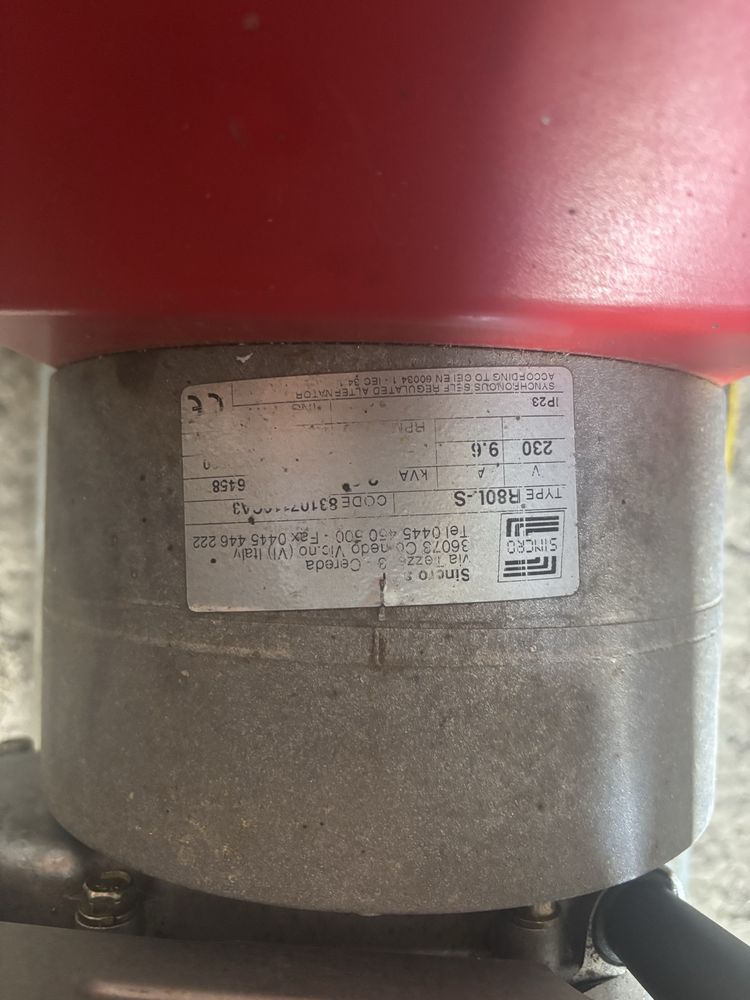 SINCRO
Sincro
via 3 - Cereda
36073 Co nedo Vic.no (VI) Italy
Tel 0445 450 500 - Fax 0445 446 222
TYPE R80L-S CODE
V A KVA 6458
230 9.6
RPM
IP23
SYNCHRONOUS SELF REGULATED ALTERNATOR
ACCORDING TO CEI EN 60034 1 - IEC 34 1
CE